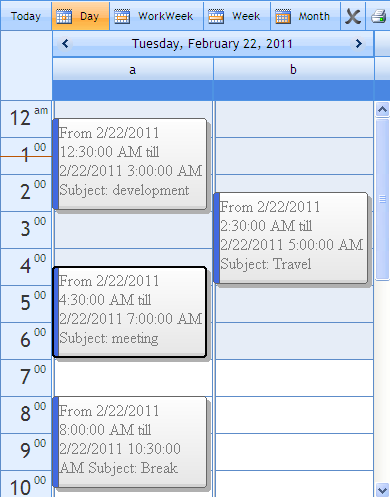 Today Day WorkWeek Week Month
Tuesday, February 22, 2011
a b
12 am
1 00
2 00
3 00
4 00
5 00
6 00
7 00
8 00
9 00
10 00
From 2/22/2011
12:30:00 AM till
2/22/2011 3:00:00 AM
Subject: development
From 2/22/2011
4:30:00 AM till
2/22/2011 7:00:00 AM
Subject: meeting
From 2/22/2011
8:00:00 AM till
2/22/2011 10:30:00
AM Subject: Break
From 2/22/2011
2:30:00 AM till
2/22/2011 5:00:00 AM
Subject: Travel